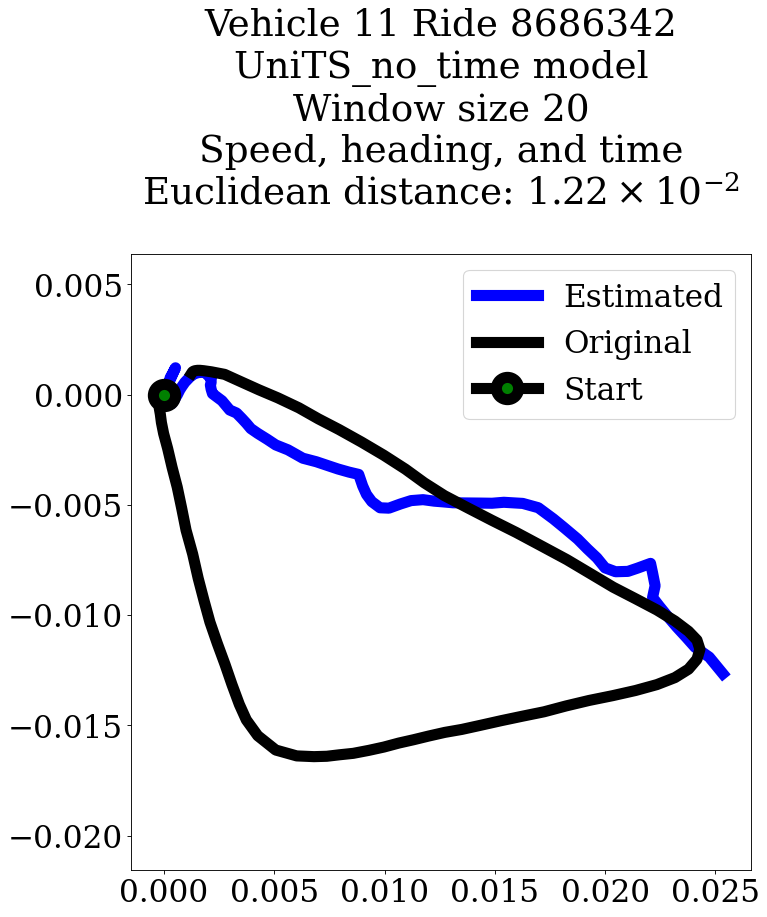 Vehicle 11 Ride 8686342
UniTS_no_time model
Window size 20
Speed, heading, and time
Euclidean distance: 1.22 × 10⁻²
Estimated
Original
Start
0.005
0.000
−0.005
−0.010
−0.015
−0.020
0.000 0.005 0.010 0.015 0.020 0.025